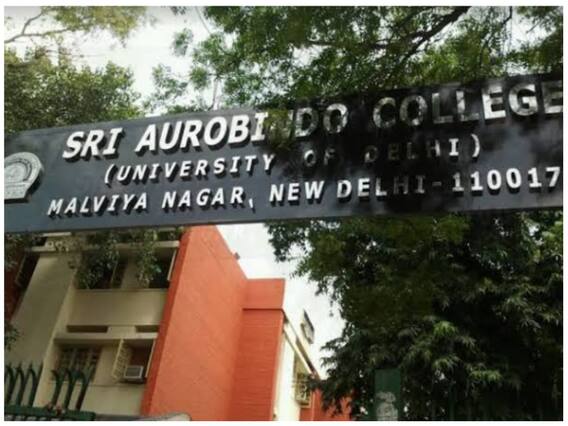 SRI AUROBINDO COLLEGE
(UNIVERSITY OF DELHI)
MALVIYA NAGAR, NEW DELHI-110017